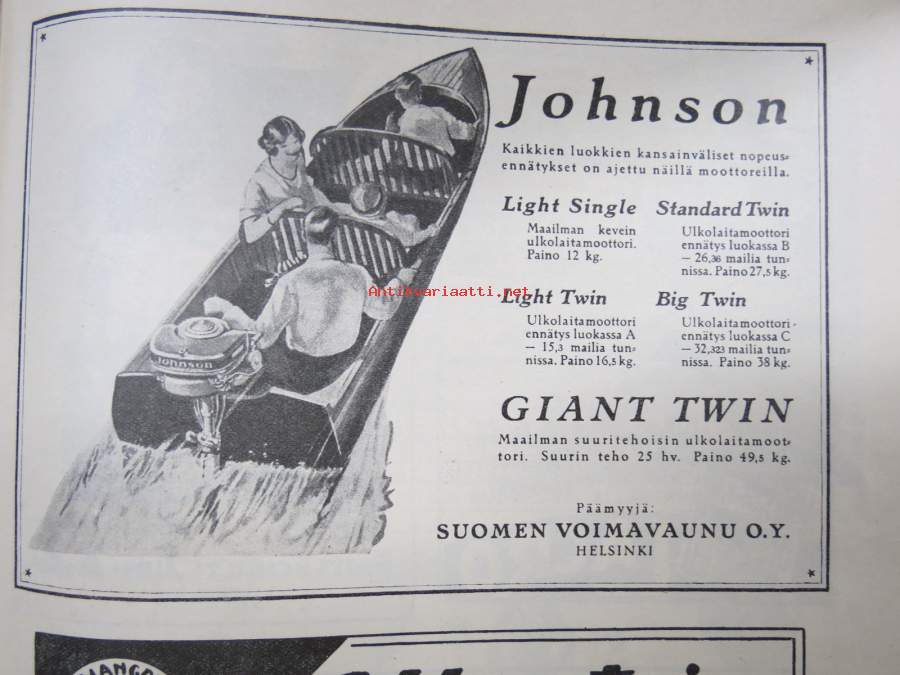 Johnson
Kaikkien luokkien kansainväliset nopeus-
ennätykset on ajettu näillä moottoreilla.
Light Single
Maailman kevein
ulkolaitamoottori.
Paino 12 kg.
Standard Twin
Ulkolaitamoottori
ennätys luokassa B
— 26,36 mailia tun-
nissa. Paino 27,5 kg.
Light Twin
Ulkolaitamoottori
ennätys luokassa A
— 15,3 mailia tun-
nissa. Paino 16,5 kg.
Big Twin
Ulkolaitamoottori-
ennätys luokassa C
— 32,323 mailia tun-
nissa. Paino 38 kg.
GIANT TWIN
Maailman suuritehoisin ulkolaitamoot-
tori. Suurin teho 25 hv. Paino 49,5 kg.
Päämyyjä:
SUOMEN VOIMAVAUNU O.Y.
HELSINKI
Johnson
Antikvariaatti.net